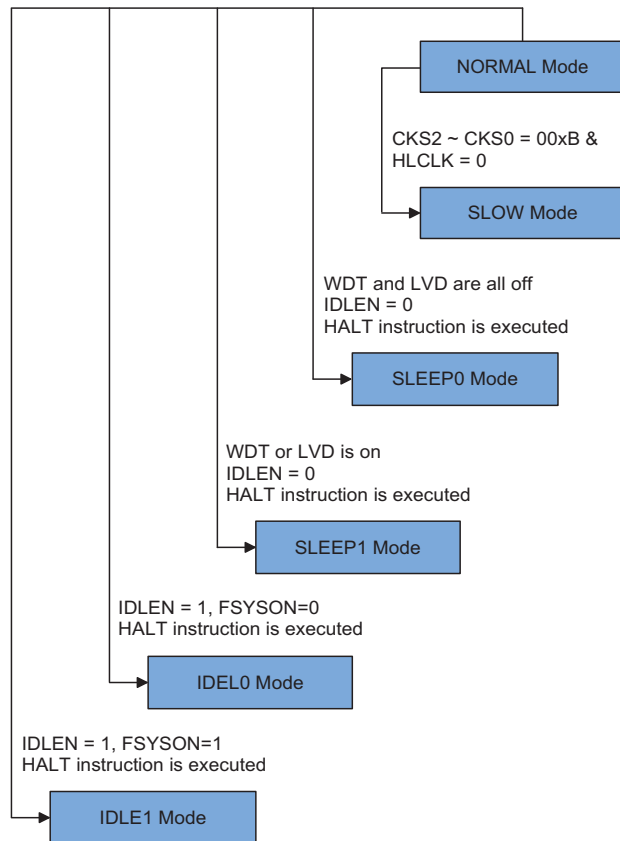 NORMAL Mode
CKS2 ~ CKS0 = 00xB &
HLCLK = 0
SLOW Mode
WDT and LVD are all off
IDLEN = 0
HALT instruction is executed
SLEEP0 Mode
WDT or LVD is on
IDLEN = 0
HALT instruction is executed
SLEEP1 Mode
IDLEN = 1, FSYSON=0
HALT instruction is executed
IDEL0 Mode
IDLEN = 1, FSYSON=1
HALT instruction is executed
IDLE1 Mode